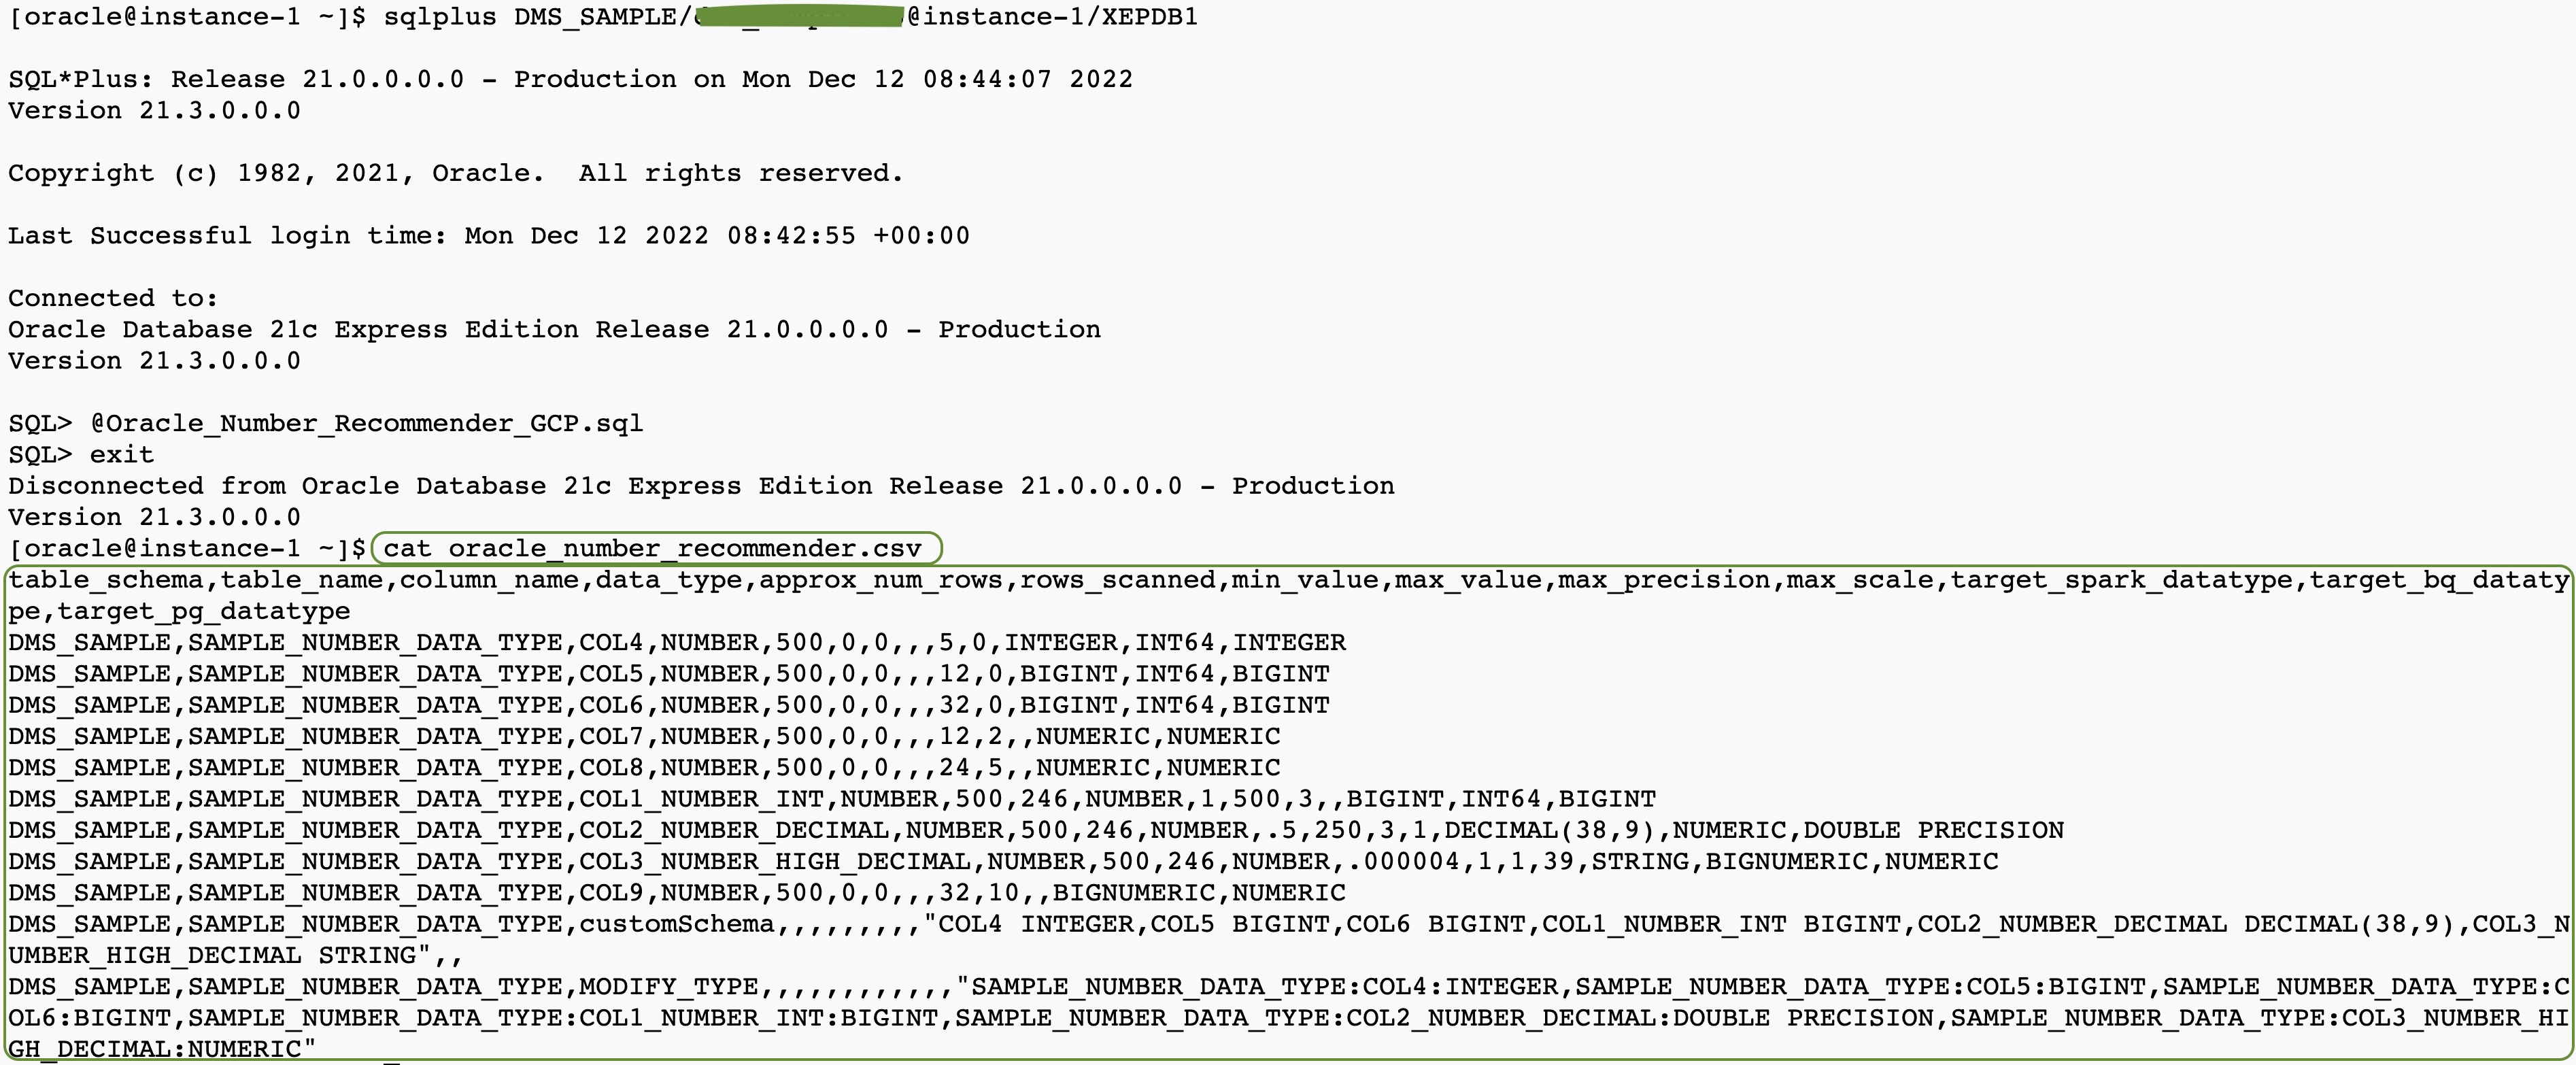 [oracle@instance-1 ~]$ sqlplus DMS_SAMPLE/ @instance-1/XEPDB1
SQL*Plus: Release 21.0.0.0.0 - Production on Mon Dec 12 08:44:07 2022
Version 21.3.0.0.0
Copyright (c) 1982, 2021, Oracle.  All rights reserved.
Last Successful login time: Mon Dec 12 2022 08:42:55 +00:00
Connected to:
Oracle Database 21c Express Edition Release 21.0.0.0.0 - Production
Version 21.3.0.0.0
SQL> @Oracle_Number_Recommender_GCP.sql
SQL> exit
Disconnected from Oracle Database 21c Express Edition Release 21.0.0.0.0 - Production
Version 21.3.0.0.0
[oracle@instance-1 ~]$ cat oracle_number_recommender.csv
table_schema,table_name,column_name,data_type,approx_num_rows,rows_scanned,min_value,max_value,max_precision,max_scale,target_spark_datatype,target_bq_dataty
pe,target_pg_datatype
DMS_SAMPLE,SAMPLE_NUMBER_DATA_TYPE,COL4,NUMBER,500,0,0,,,5,0,INTEGER,INT64,INTEGER
DMS_SAMPLE,SAMPLE_NUMBER_DATA_TYPE,COL5,NUMBER,500,0,0,,,12,0,BIGINT,INT64,BIGINT
DMS_SAMPLE,SAMPLE_NUMBER_DATA_TYPE,COL6,NUMBER,500,0,0,,,32,0,BIGINT,INT64,BIGINT
DMS_SAMPLE,SAMPLE_NUMBER_DATA_TYPE,COL7,NUMBER,500,0,0,,,12,2,,NUMERIC,NUMERIC
DMS_SAMPLE,SAMPLE_NUMBER_DATA_TYPE,COL8,NUMBER,500,0,0,,,24,5,,NUMERIC,NUMERIC
DMS_SAMPLE,SAMPLE_NUMBER_DATA_TYPE,COL1_NUMBER_INT,NUMBER,500,246,NUMBER,1,500,3,,BIGINT,INT64,BIGINT
DMS_SAMPLE,SAMPLE_NUMBER_DATA_TYPE,COL2_NUMBER_DECIMAL,NUMBER,500,246,NUMBER,.5,250,3,1,DECIMAL(38,9),NUMERIC,DOUBLE PRECISION
DMS_SAMPLE,SAMPLE_NUMBER_DATA_TYPE,COL3_NUMBER_HIGH_DECIMAL,NUMBER,500,246,NUMBER,.000004,1,1,39,STRING,BIGNUMERIC,NUMERIC
DMS_SAMPLE,SAMPLE_NUMBER_DATA_TYPE,COL9,NUMBER,500,0,0,,,32,10,,BIGNUMERIC,NUMERIC
DMS_SAMPLE,SAMPLE_NUMBER_DATA_TYPE,customSchema,,,,,,,,,"COL4 INTEGER,COL5 BIGINT,COL6 BIGINT,COL1_NUMBER_INT BIGINT,COL2_NUMBER_DECIMAL DECIMAL(38,9),COL3_N
UMBER_HIGH_DECIMAL STRING",,
DMS_SAMPLE,SAMPLE_NUMBER_DATA_TYPE,MODIFY_TYPE,,,,,,,,,,,,"SAMPLE_NUMBER_DATA_TYPE:COL4:INTEGER,SAMPLE_NUMBER_DATA_TYPE:COL5:BIGINT,SAMPLE_NUMBER_DATA_TYPE:C
OL6:BIGINT,SAMPLE_NUMBER_DATA_TYPE:COL1_NUMBER_INT:BIGINT,SAMPLE_NUMBER_DATA_TYPE:COL2_NUMBER_DECIMAL:DOUBLE PRECISION,SAMPLE_NUMBER_DATA_TYPE:COL3_NUMBER_HI
GH_DECIMAL:NUMERIC"